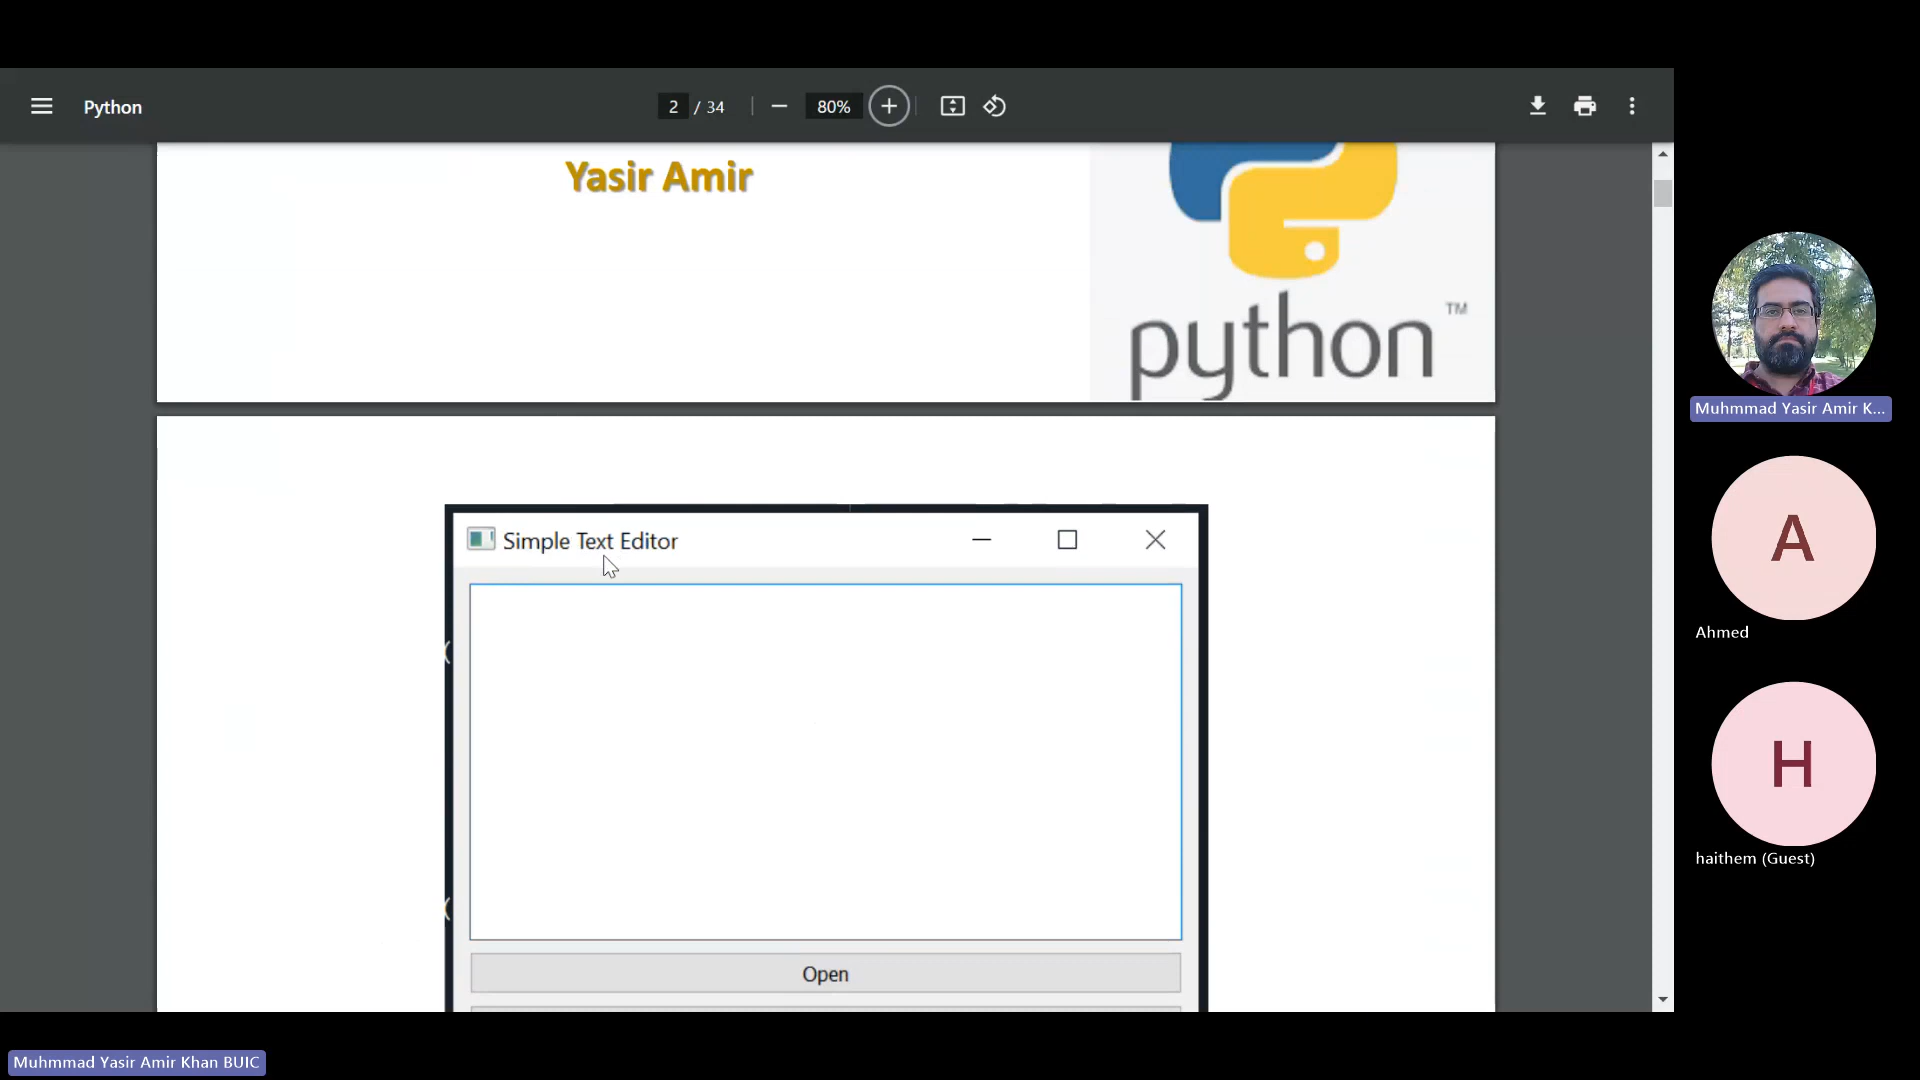 Python
2 / 34
80%
Yasir Amir
python
TM
Simple Text Editor
Open
Muhmmad Yasir Amir K...
A
Ahmed
H
haithem (Guest)
Muhmmad Yasir Amir Khan BUIC